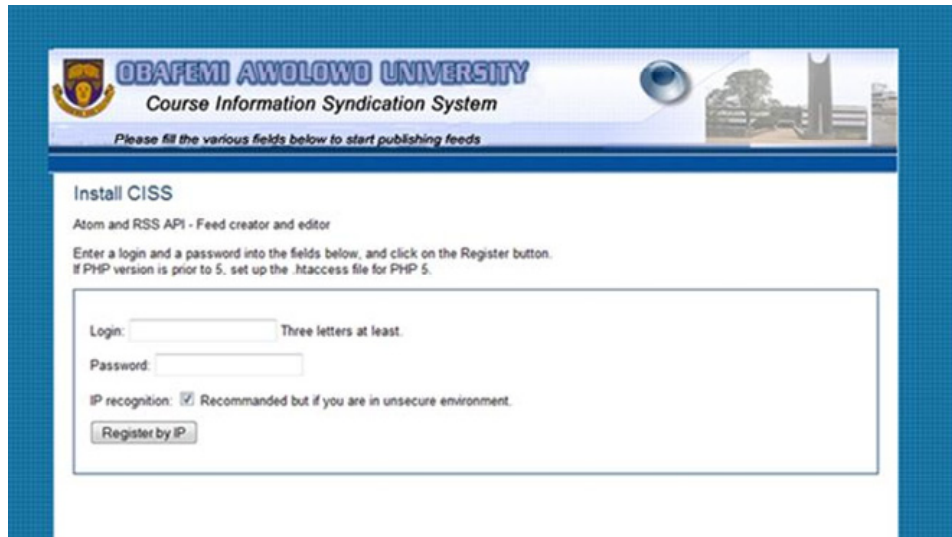 OBAFEMI AWOLOWO UNIVERSITY
Course Information Syndication System
Please fill the various fields below to start publishing feeds
Install CISS
Atom and RSS API - Feed creator and editor
Enter a login and a password into the fields below, and click on the Register button.
If PHP version is prior to 5, set up the .htaccess file for PHP 5.
Login: Three letters at least.
Password:
IP recognition: Recommanded but if you are in unsecure environment.
Register by IP